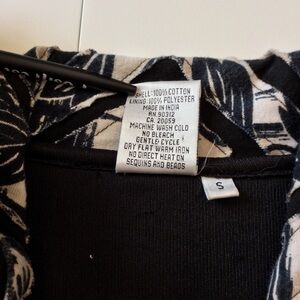 SHELL:100% COTTON
LINING:100% POLYESTER
MADE IN INDIA
RN 90312
CA. 20059
MACHINE WASH COLD
NO BLEACH
GENTLE CYCLE
DRY FLAT WARM IRON
NO DIRECT HEAT ON
SEQUINS AND BEADS
S